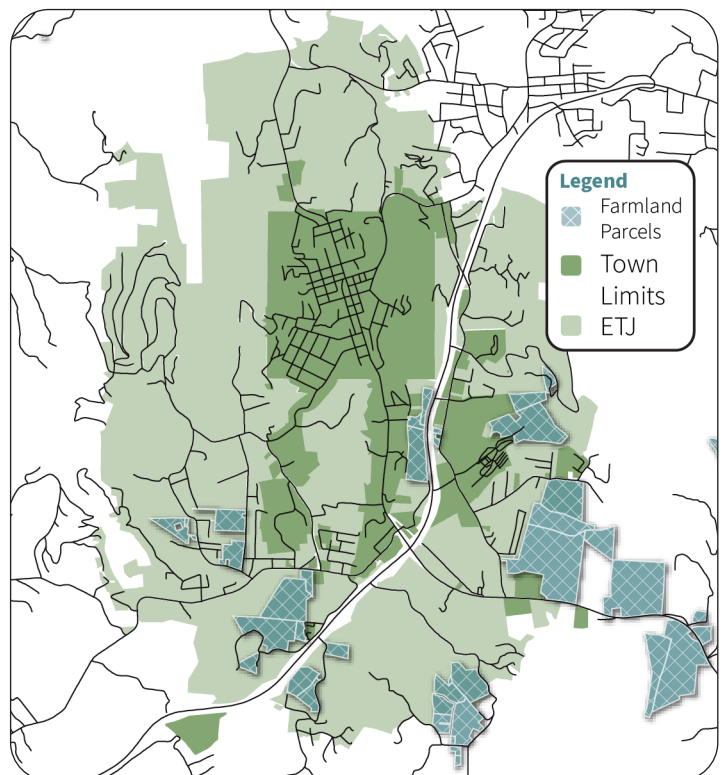 Legend
Farmland
Parcels
Town
Limits
ETJ